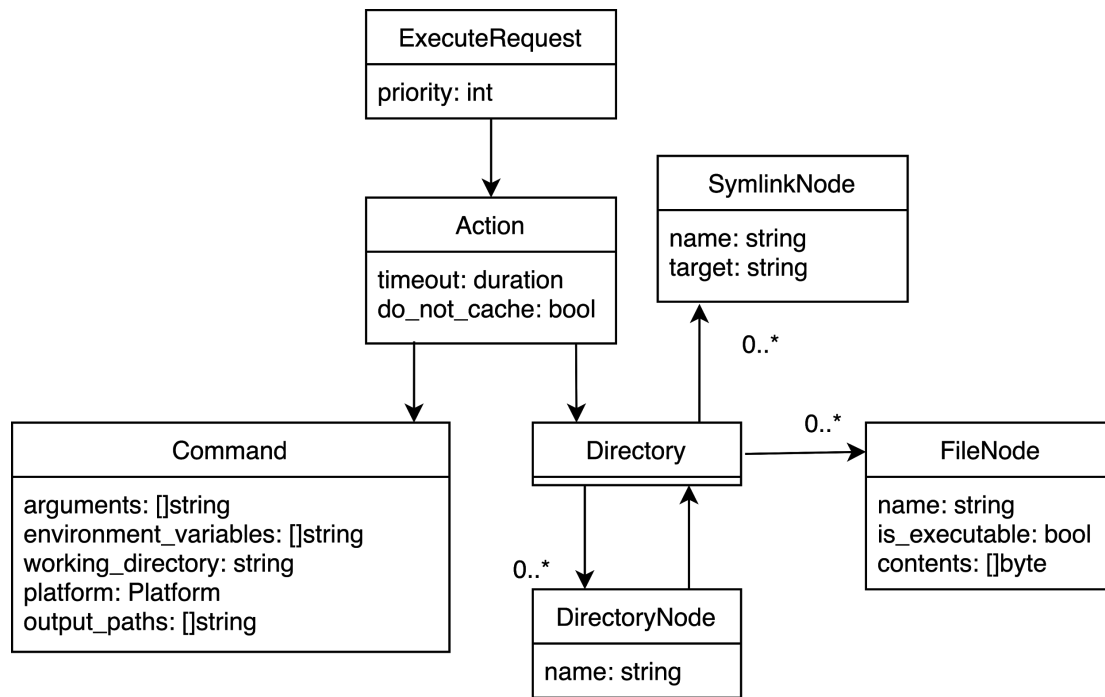 ExecuteRequest
priority: int
Action
timeout: duration
do_not_cache: bool
SymlinkNode
name: string
target: string
0..*
Command
arguments: []string
environment_variables: []string
working_directory: string
platform: Platform
output_paths: []string
Directory
0..*
FileNode
name: string
is_executable: bool
contents: []byte
0..*
DirectoryNode
name: string